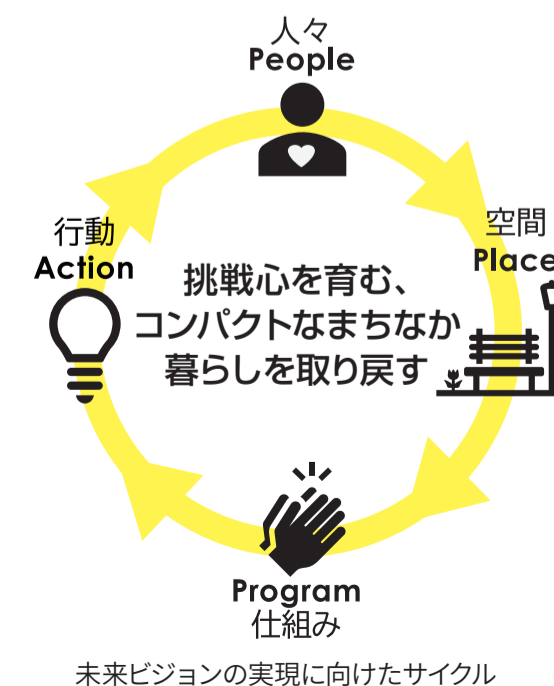 人々
People
空間
Place
行動
Action
挑戦心を育む、
コンパクトなまちなか
暮らしを取り戻す
Program
仕組み
未来ビジョンの実現に向けたサイクル